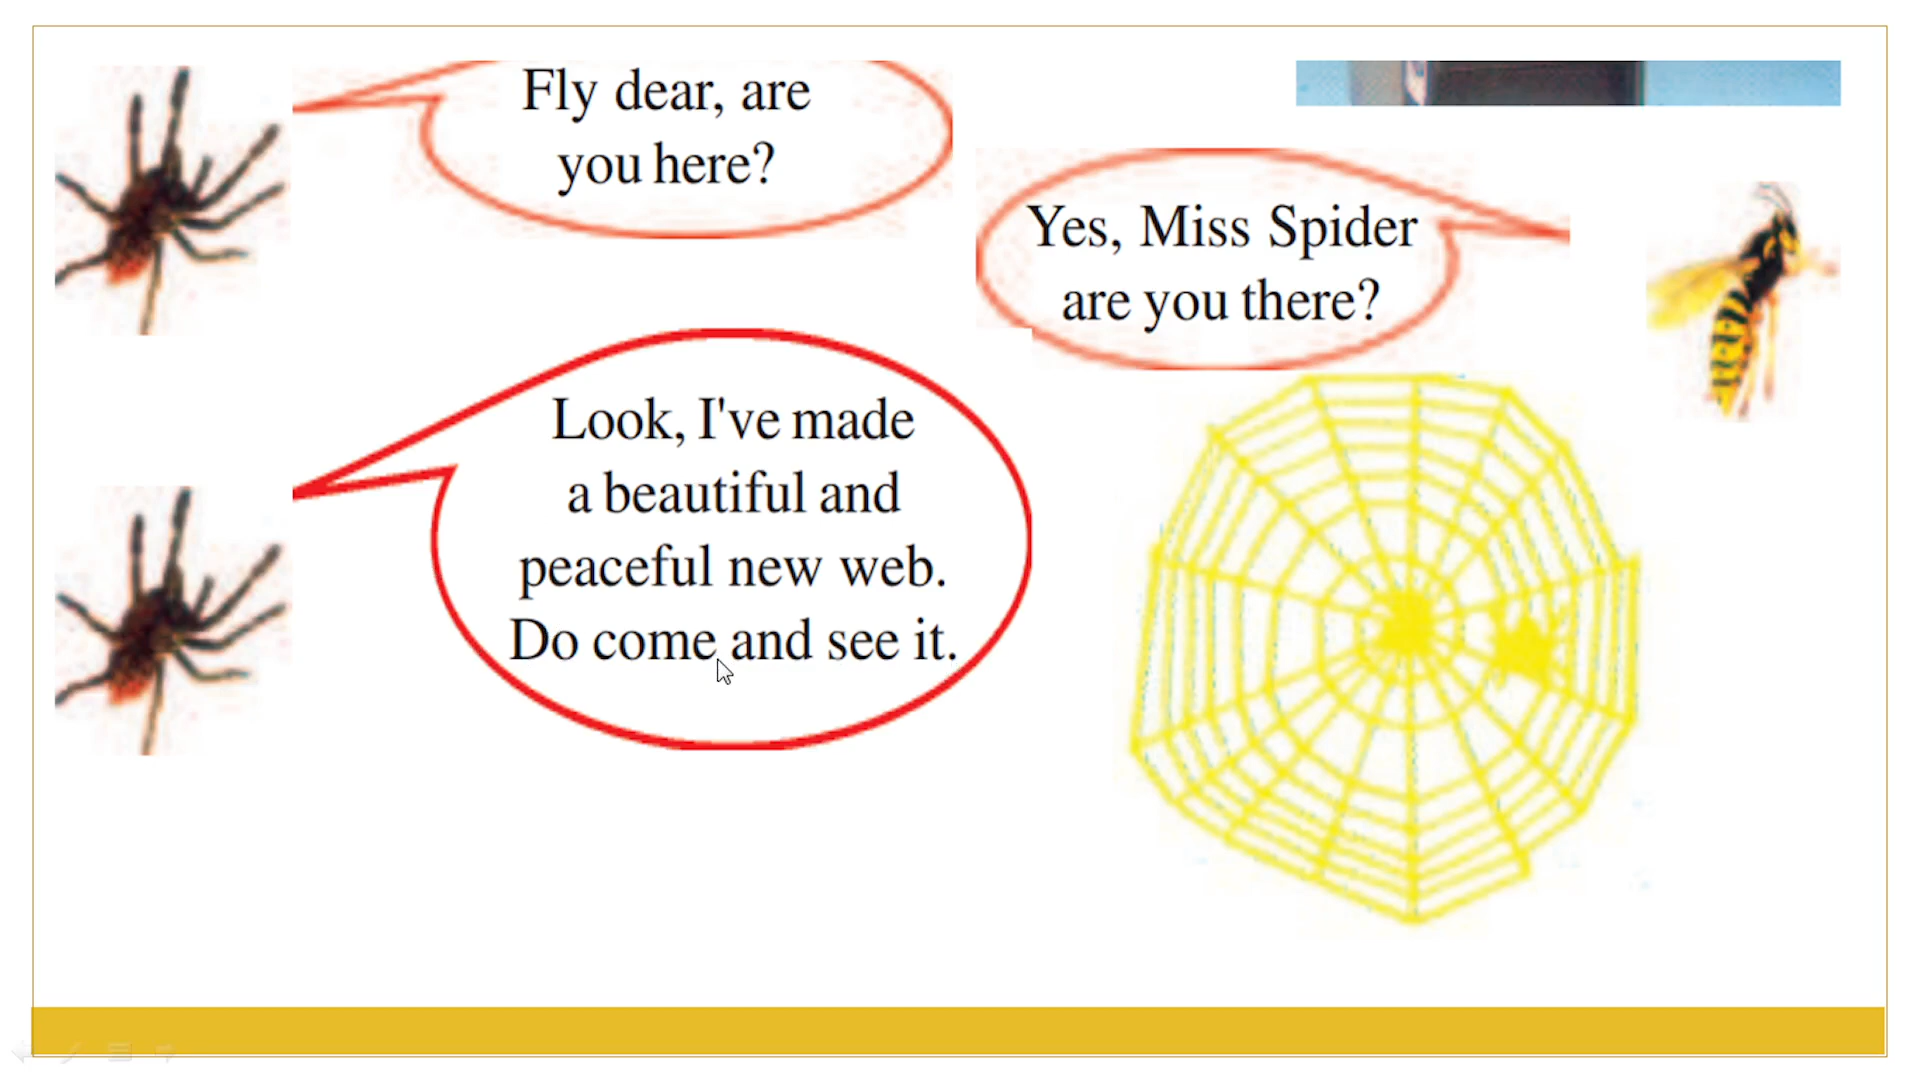 Fly dear, are
you here?
Yes, Miss Spider
are you there?
Look, I've made
a beautiful and
peaceful new web.
Do come and see it.